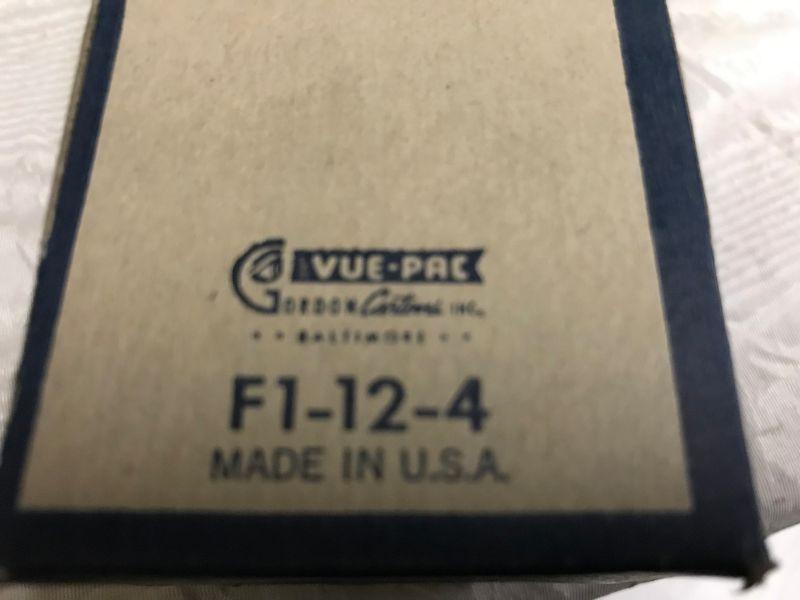 VUE-PAC
GORDON Cartons INC.
BALTIMORE
F1-12-4
MADE IN U.S.A.